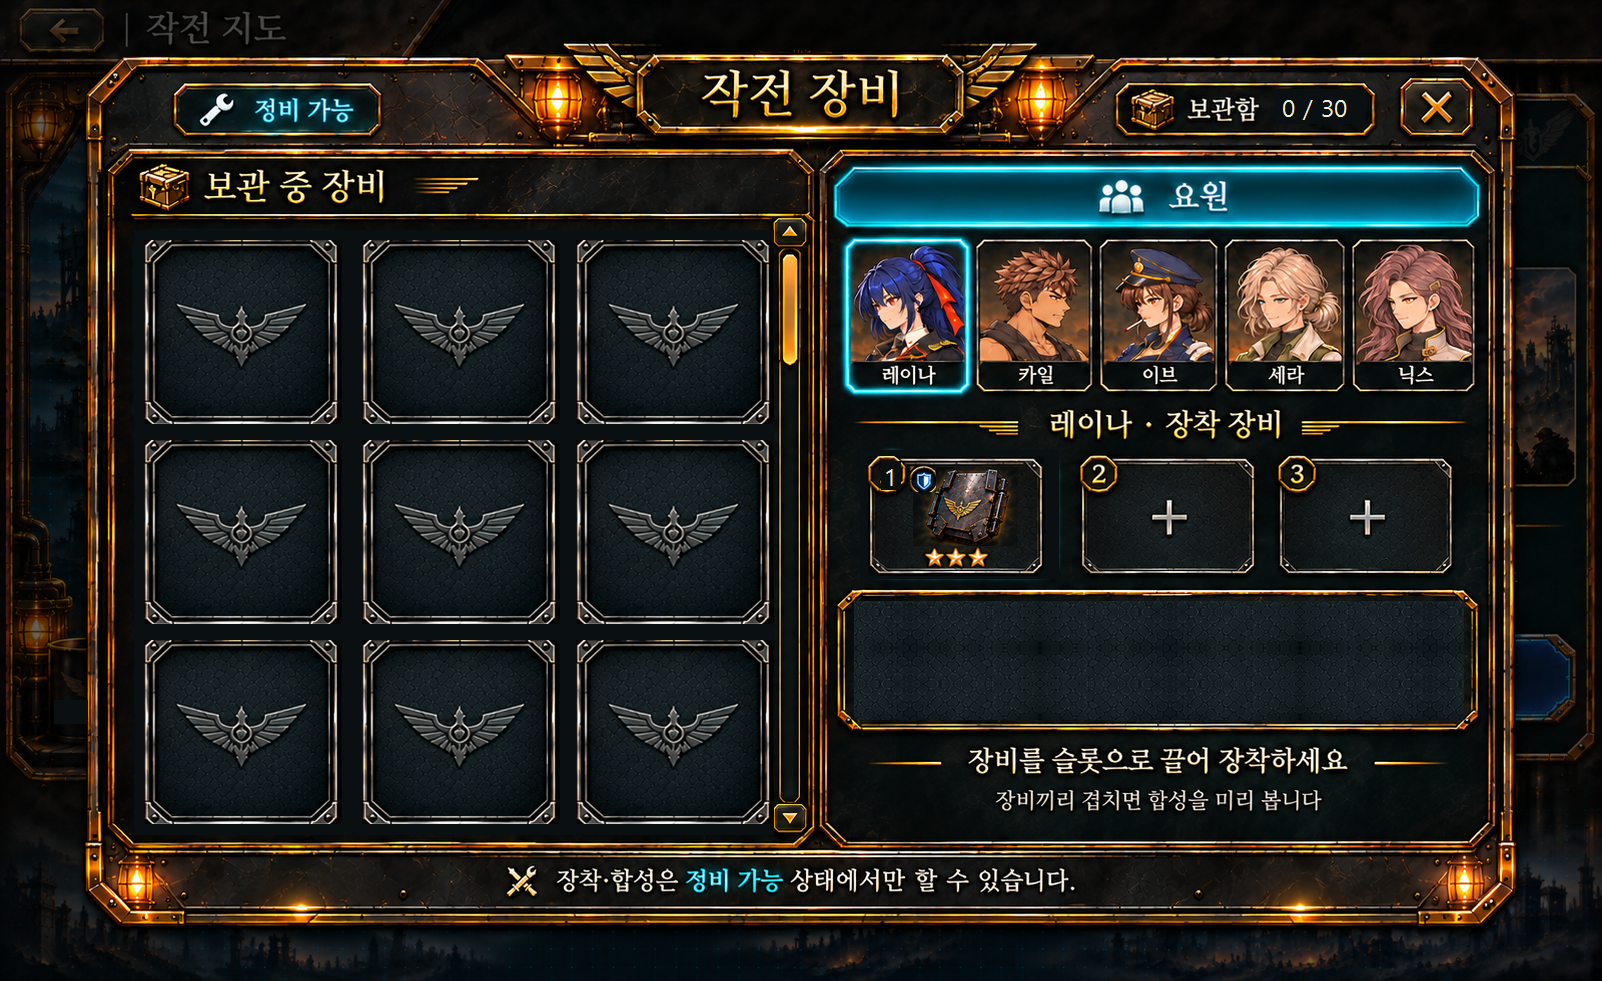 작전 지도
정비 가능
작전 장비
보관함 0 / 30
보관 중 장비
요원
레이나
카일
이브
세라
닉스
레이나 · 장착 장비
1
2
3
장비를 슬롯으로 끌어 장착하세요
장비끼리 겹치면 합성을 미리 봅니다
장착·합성은 정비 가능 상태에서만 할 수 있습니다.